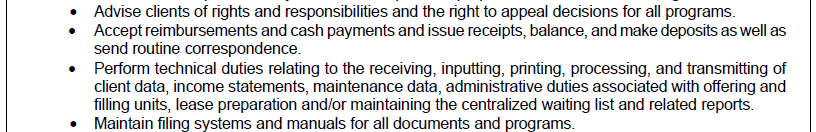 • Advise clients of rights and responsibilities and the right to appeal decisions for all programs.
• Accept reimbursements and cash payments and issue receipts, balance, and make deposits as well as
send routine correspondence.
• Perform technical duties relating to the receiving, inputting, printing, processing, and transmitting of
client data, income statements, maintenance data, administrative duties associated with offering and
filling units, lease preparation and/or maintaining the centralized waiting list and related reports.
• Maintain filing systems and manuals for all documents and programs.